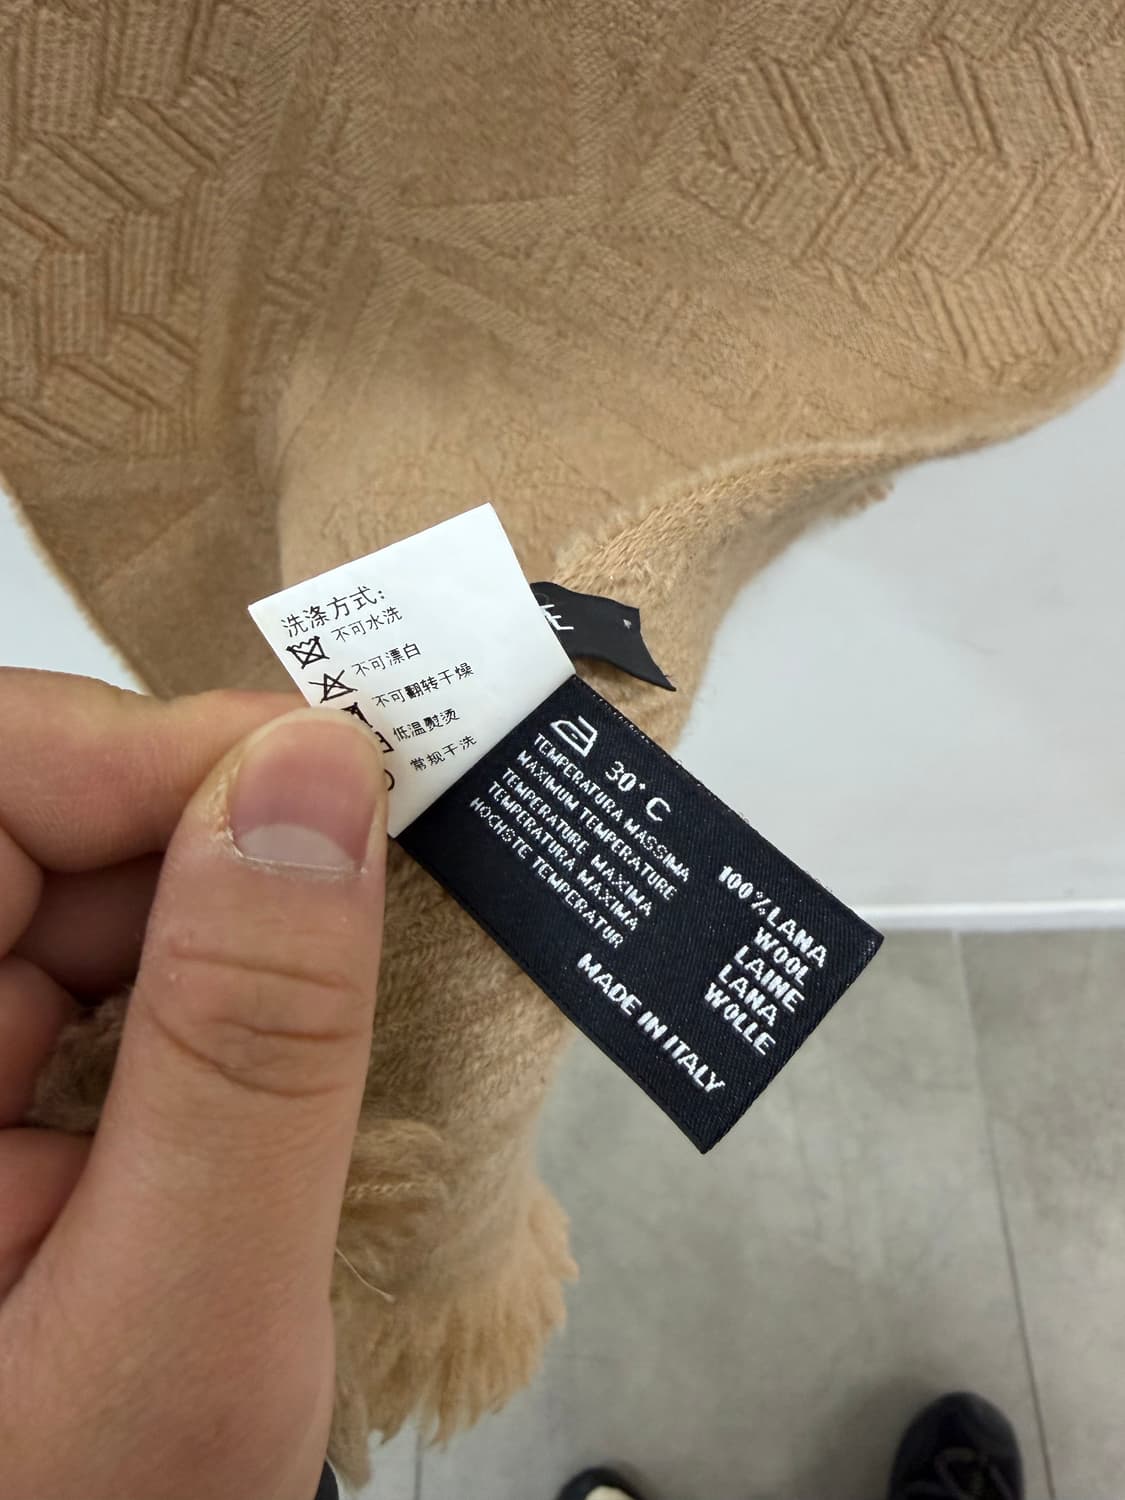 洗涤方式:
不可水洗
不可漂白
不可翻转干燥
低温熨烫
常规干洗
30°C
TEMPERATURA MASSIMA
MAXIMUM TEMPERATURE
TEMPERATURE MAXIMA
TEMPERATURA MAXIMA
HÖCHSTE TEMPERATUR
100%LANA
WOOL
LAINE
LANA
WOLLE
MADE IN ITALY